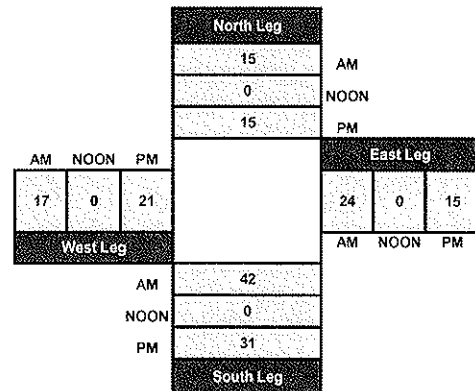 North Leg
15 AM
0 NOON
15 PM
AM NOON PM
East Leg
17 0 21
24 0 15
West Leg
AM NOON PM
AM 42
NOON 0
PM 31
South Leg